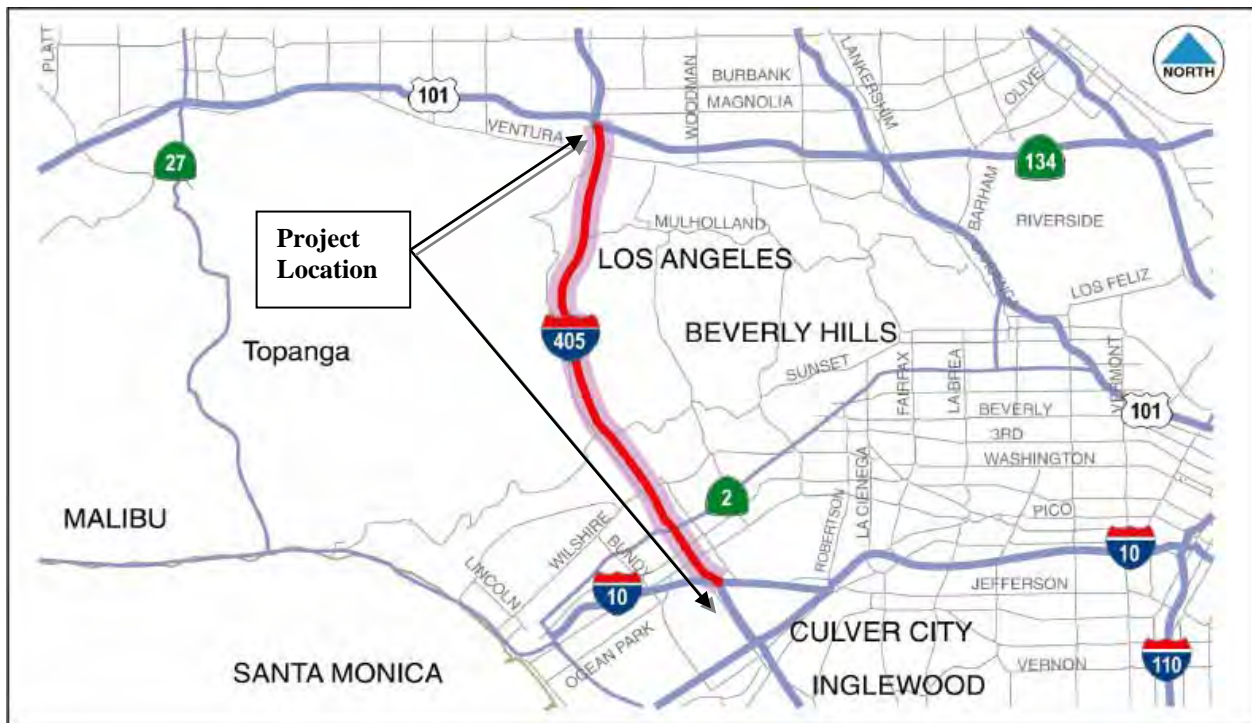 PLATT
101
VENTURA
WOODMAN
BURBANK
MAGNOLIA
LANKERSHIM
OLIVE
NORTH
27
134
BARHAM
RIVERSIDE
Project
Location
MULHOLLAND
LOS ANGELES
CAHUENGA
LOS FELIZ
405
Topanga
BEVERLY HILLS
SUNSET
FAIRFAX
LA BREA
VERMONT
BEVERLY
101
3RD
WASHINGTON
2
MALIBU
WILSHIRE
BUNDY
ROBERTSON
LA CIENEGA
PICO
LINCOLN
10
10
JEFFERSON
OCEAN PARK
CULVER CITY
SANTA MONICA
INGLEWOOD
VERNON
110